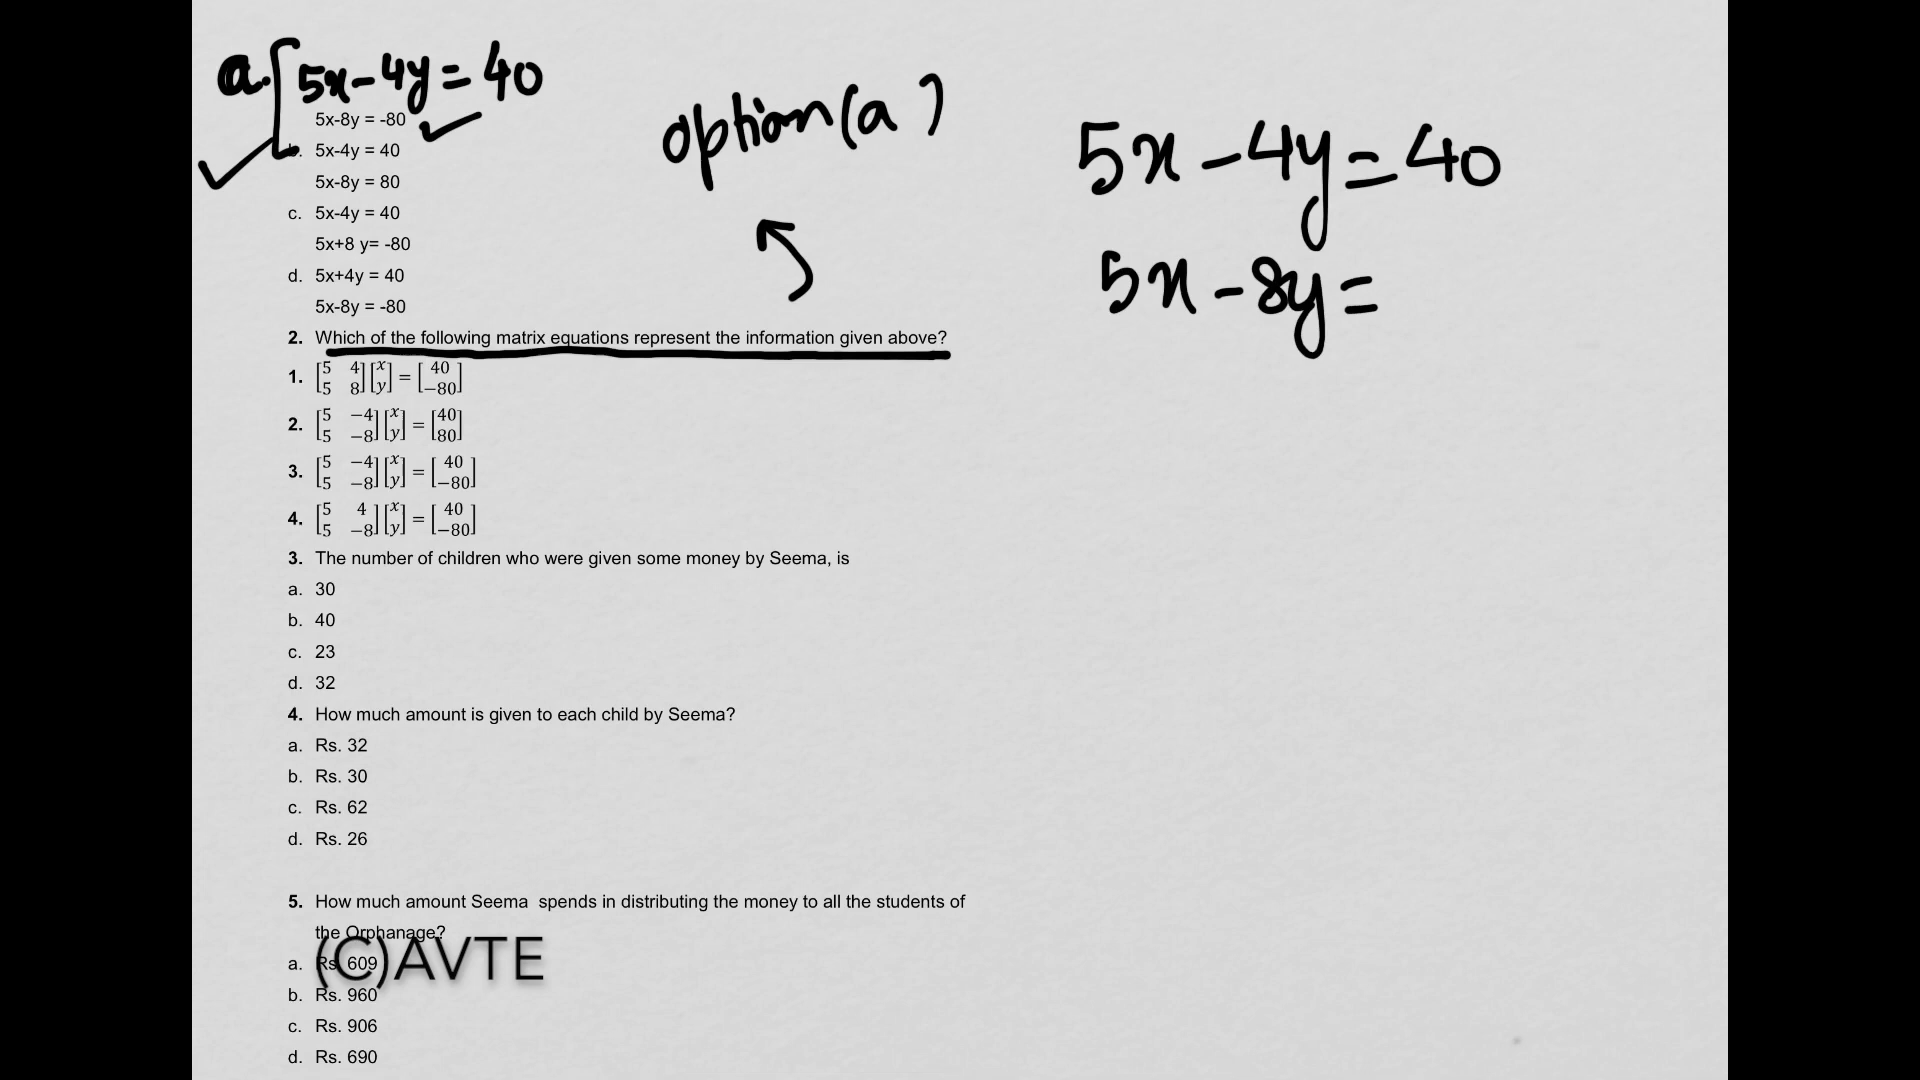 a. 5x-4y = 40
5x-8y = -80
b. 5x-4y = 40
5x-8y = 80
c. 5x-4y = 40
5x+8 y= -80
d. 5x+4y = 40
5x-8y = -80
option(a)
5x-4y=40
5x-8y=
2. Which of the following matrix equations represent the information given above?
1. [5 4
5 8][x
y] = [40
−80]
2. [5 −4
5 −8][x
y] = [40
80]
3. [5 −4
5 −8][x
y] = [40
−80]
4. [5 4
5 −8][x
y] = [40
−80]
3. The number of children who were given some money by Seema, is
a. 30
b. 40
c. 23
d. 32
4. How much amount is given to each child by Seema?
a. Rs. 32
b. Rs. 30
c. Rs. 62
d. Rs. 26
5. How much amount Seema spends in distributing the money to all the students of
the Orphanage?
a. Rs. 609
(C)AVTE
b. Rs. 960
c. Rs. 906
d. Rs. 690